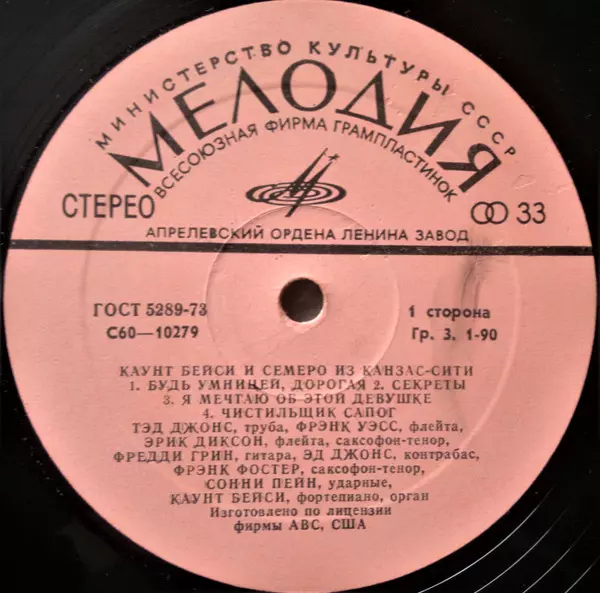 МИНИСТЕРСТВО КУЛЬТУРЫ СССР
МЕЛОДИЯ
ВСЕСОЮЗНАЯ ФИРМА ГРАМПЛАСТИНОК
СТЕРЕО
33
АПРЕЛЕВСКИЙ ОРДЕНА ЛЕНИНА ЗАВОД
ГОСТ 5289-73
1 сторона
С60—10279
Гр. 3. 1-90
КАУНТ БЕЙСИ И СЕМЕРО ИЗ КАНЗАС-СИТИ
1. БУДЬ УМНИЦЕЙ, ДОРОГАЯ 2. СЕКРЕТЫ
3. Я МЕЧТАЮ ОБ ЭТОЙ ДЕВУШКЕ
4. ЧИСТИЛЬЩИК САПОГ
ТЭД ДЖОНС, труба, ФРЭНК УЭСС, флейта,
ЭРИК ДИКСОН, флейта, саксофон-тенор,
ФРЕДДИ ГРИН, гитара, ЭД ДЖОНС, контрабас,
ФРЭНК ФОСТЕР, саксофон-тенор,
СОННИ ПЕЙН, ударные,
КАУНТ БЕЙСИ, фортепиано, орган
Изготовлено по лицензии
фирмы ABC, США